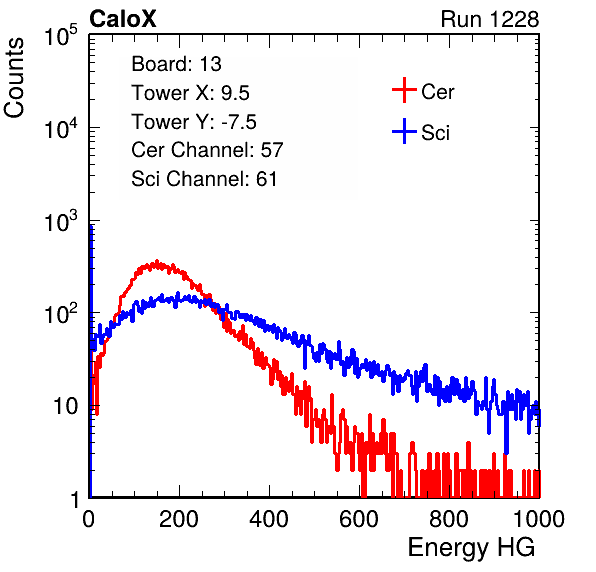 CaloX Run 1228
Counts
Board: 13
Tower X: 9.5
Tower Y: -7.5
Cer Channel: 57
Sci Channel: 61
Cer
Sci
10^5
10^4
10^3
10^2
10
1
0 200 400 600 800 1000
Energy HG